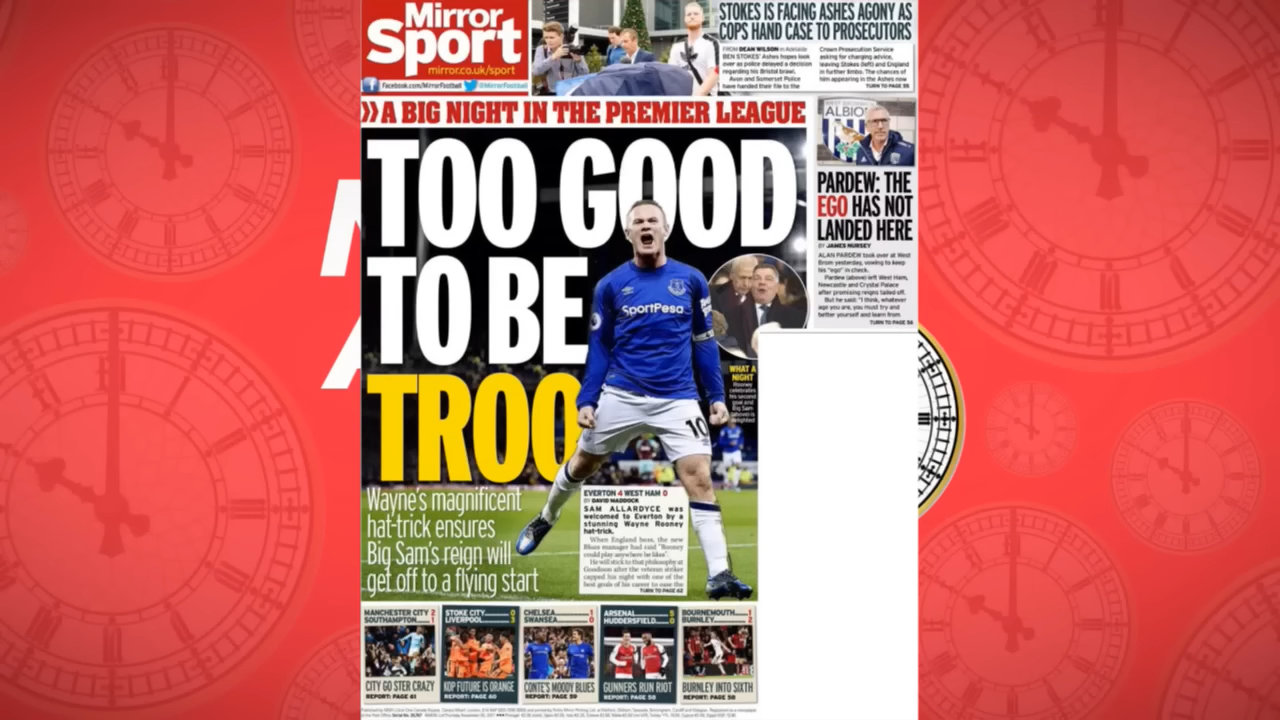 Mirror
Sport
mirror.co.uk/sport
Facebook.com/MirrorFootball
@MirrorFootball
STOKES IS FACING ASHES AGONY AS
COPS HAND CASE TO PROSECUTORS
FROM DEAN WILSON in Adelaide
BEN STOKES' Ashes hopes look
over as police delayed a decision
regarding his Bristol brawl.
Avon and Somerset Police
have handed their file to the
Crown Prosecution Service
asking for charging advice,
leaving Stokes (left) and England
in further limbo. The chances of
him appearing in the Ashes now
TURN TO PAGE 55
A BIG NIGHT IN THE PREMIER LEAGUE
TOO GOOD
TO BE
TROO
Wayne's magnificent
hat-trick ensures
Big Sam's reign will
get off to a flying start
ALBIO
PARDEW: THE
EGO HAS NOT
LANDED HERE
BY JAMES NURSEY
ALAN PARDEW took over at West
Brom yesterday, vowing to keep
his "ego" in check.
Pardew (above) left West Ham,
Newcastle and Crystal Palace
after promising reigns tailed off.
But he said: "I think, whatever
age you are, you must try and
better yourself and learn from
TURN TO PAGE 56
SportPesa
10
WHAT A
NIGHT
Rooney
celebrates
his second
goal and
Big Sam
(above) is
delighted
EVERTON 4 WEST HAM 0
BY DAVID MADDOCK
SAM ALLARDYCE was
welcomed to Everton by a
stunning Wayne Rooney
hat-trick.
When England boss, the new
Blues manager had said "Rooney
could play anywhere he likes".
He will stick to that philosophy at
Goodison after the veteran striker
capped his night with one of the
best goals of his career to ease the
TURN TO PAGE 62
MANCHESTER CITY 2
SOUTHAMPTON 1
CITY GO STER CRAZY
REPORT: PAGE 61
STOKE CITY 0
LIVERPOOL 3
KOP FUTURE IS ORANGE
REPORT: PAGE 60
CHELSEA 1
SWANSEA 0
CONTE'S MOODY BLUES
REPORT: PAGE 59
ARSENAL 5
HUDDERSFIELD 0
GUNNERS RUN RIOT
REPORT: PAGE 58
BOURNEMOUTH 1
BURNLEY 2
BURNLEY INTO SIXTH
REPORT: PAGE 58